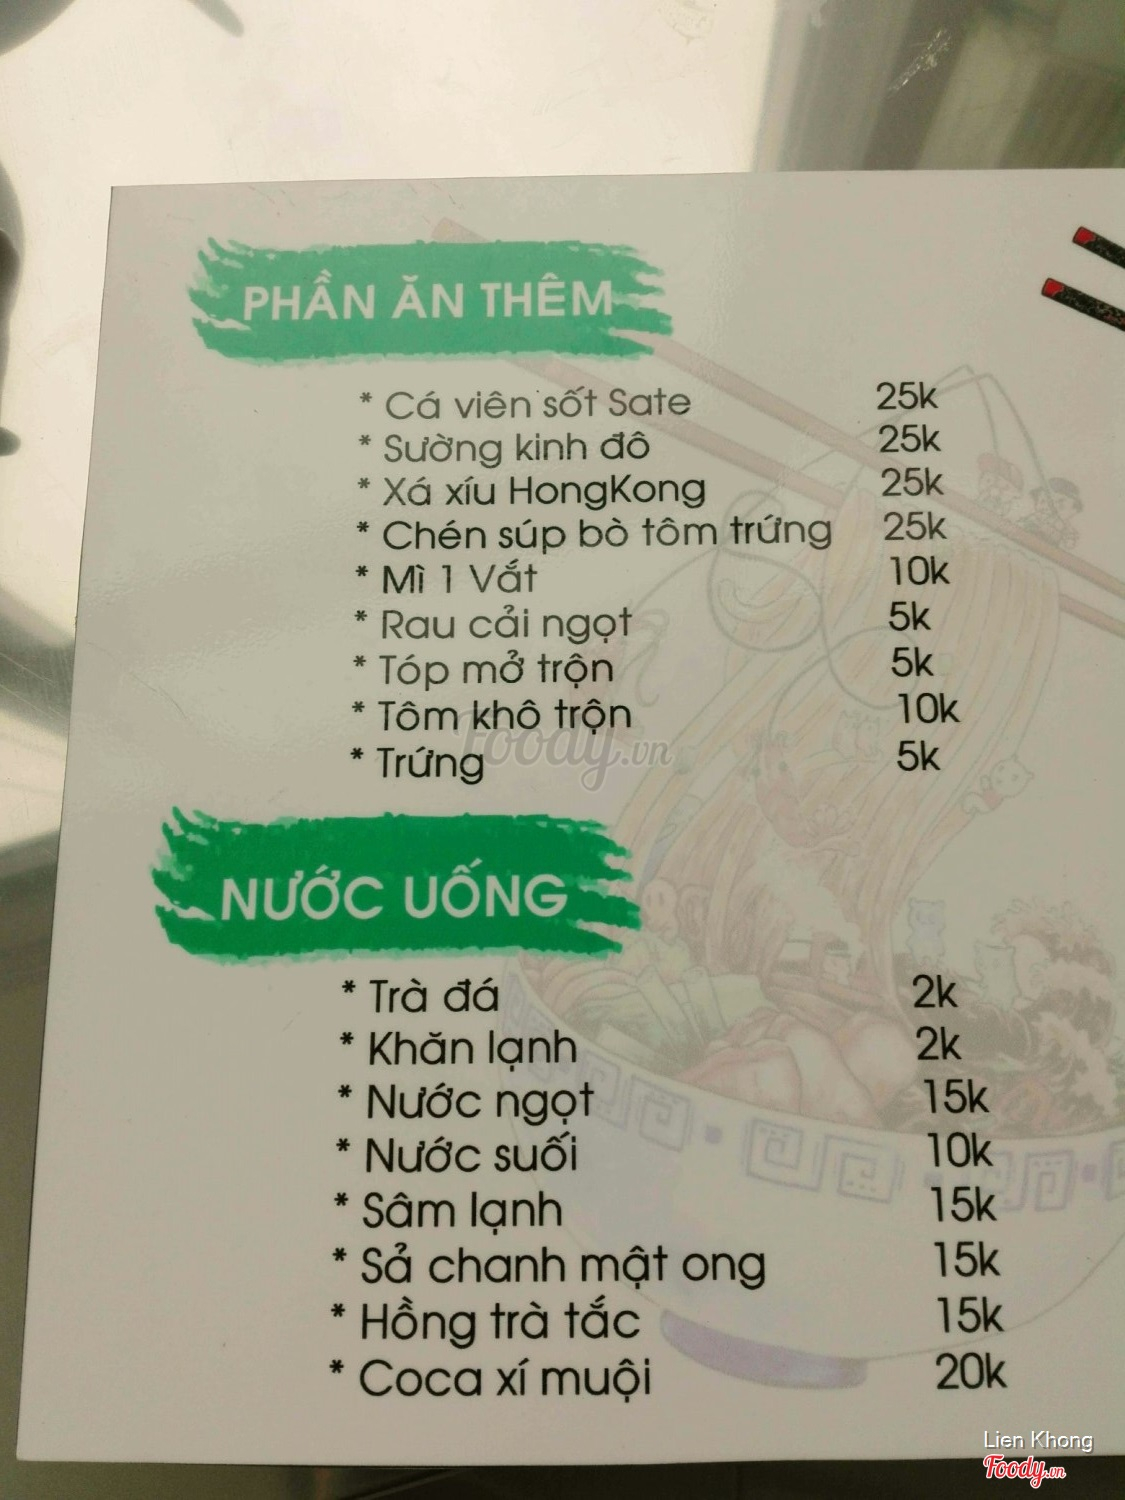 PHẦN ĂN THÊM
* Cá viên sốt Sate 25k
* Sường kinh đô 25k
* Xá xíu HongKong 25k
* Chén súp bò tôm trứng 25k
* Mì 1 Vắt 10k
* Rau cải ngọt 5k
* Tóp mở trộn 5k
* Tôm khô trộn 10k
* Trứng 5k
Foody.vn
NƯỚC UỐNG
* Trà đá 2k
* Khăn lạnh 2k
* Nước ngọt 15k
* Nước suối 10k
* Sâm lạnh 15k
* Sả chanh mật ong 15k
* Hồng trà tắc 15k
* Coca xí muội 20k
Lien Khong
Foody.vn